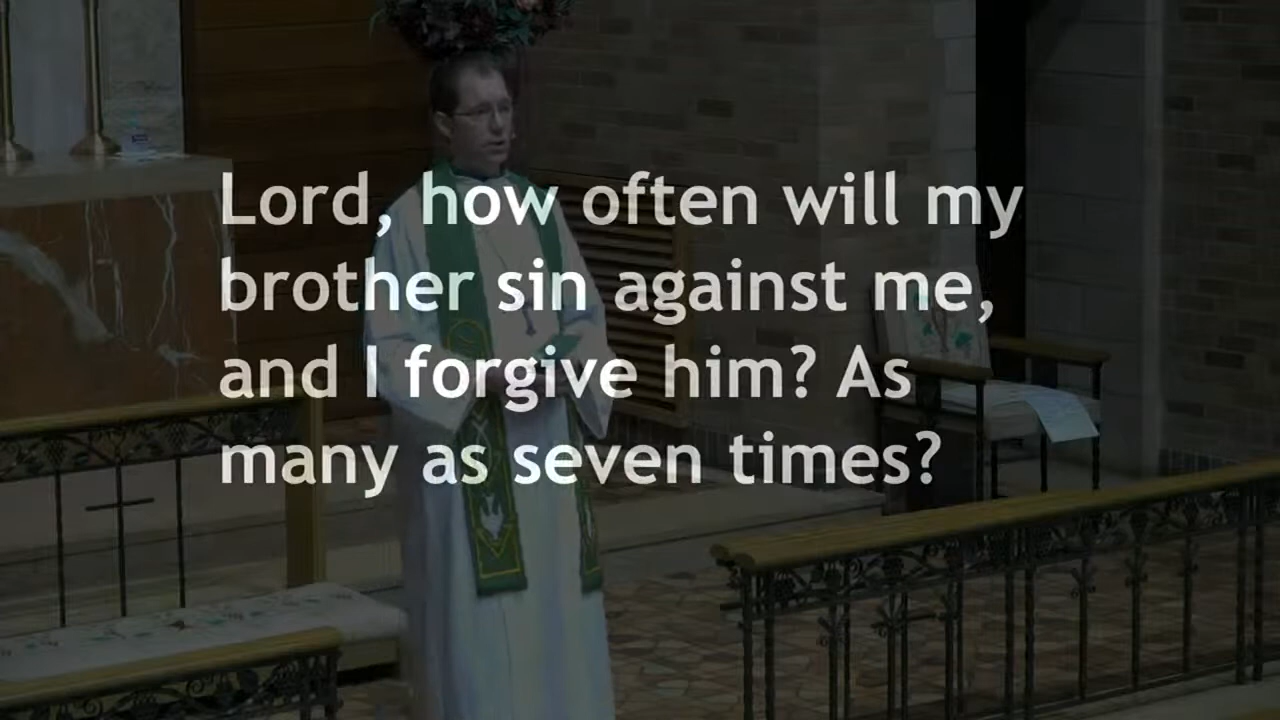 Lord, how often will my
brother sin against me,
and I forgive him? As
many as seven times?